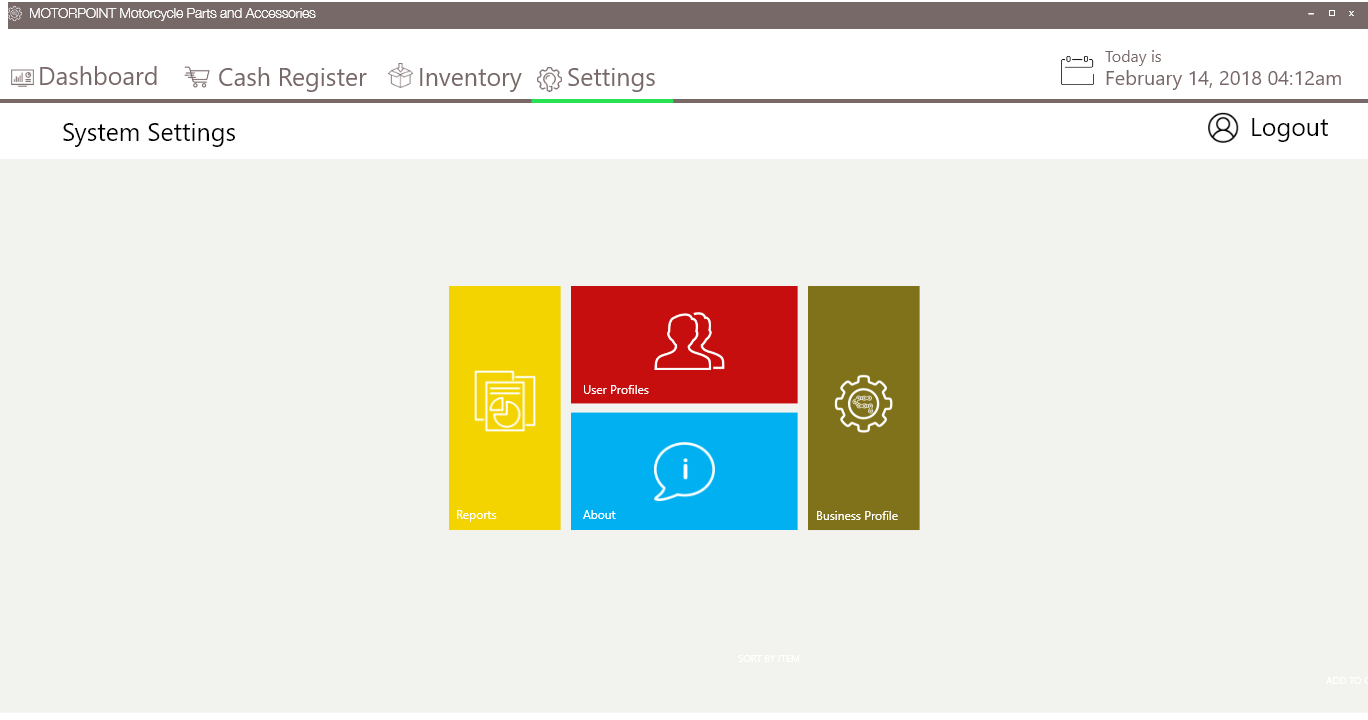 MOTORPOINT Motorcycle Parts and Accessories
Dashboard Cash Register Inventory Settings
Today is
February 14, 2018 04:12am
System Settings
Logout
User Profiles
Reports
About
Business Profile
SORT BY ITEM
ADD TO